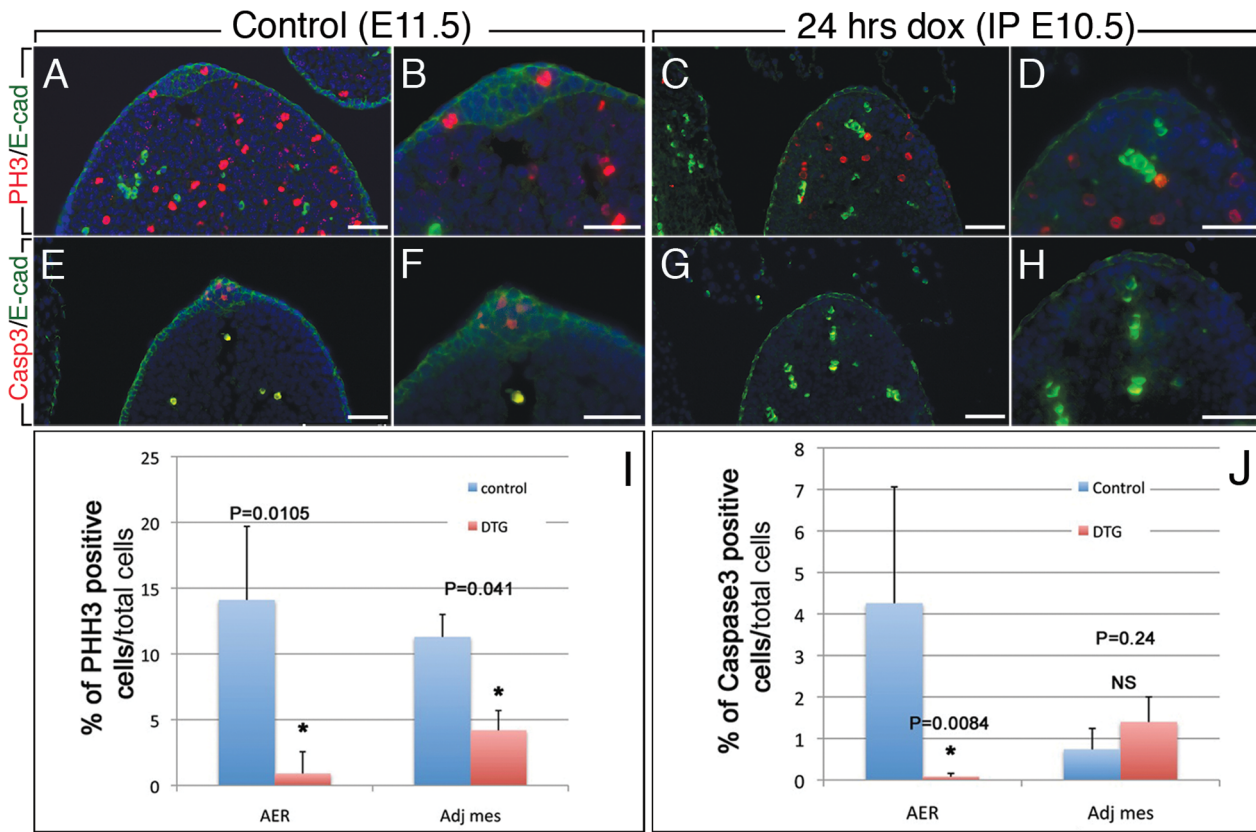 Control (E11.5)
24 hrs dox (IP E10.5)
PH3/E-cad
A
B
C
D
Casp3/E-cad
E
F
G
H
I
% of PHH3 positive
cells/total cells
25
20
15
10
5
0
control
DTG
P=0.0105
P=0.041
*
*
AER
Adj mes
J
% of Caspase3 positive
cells/total cells
8
7
6
5
4
3
2
1
0
Control
DTG
P=0.24
NS
P=0.0084
*
AER
Adj mes